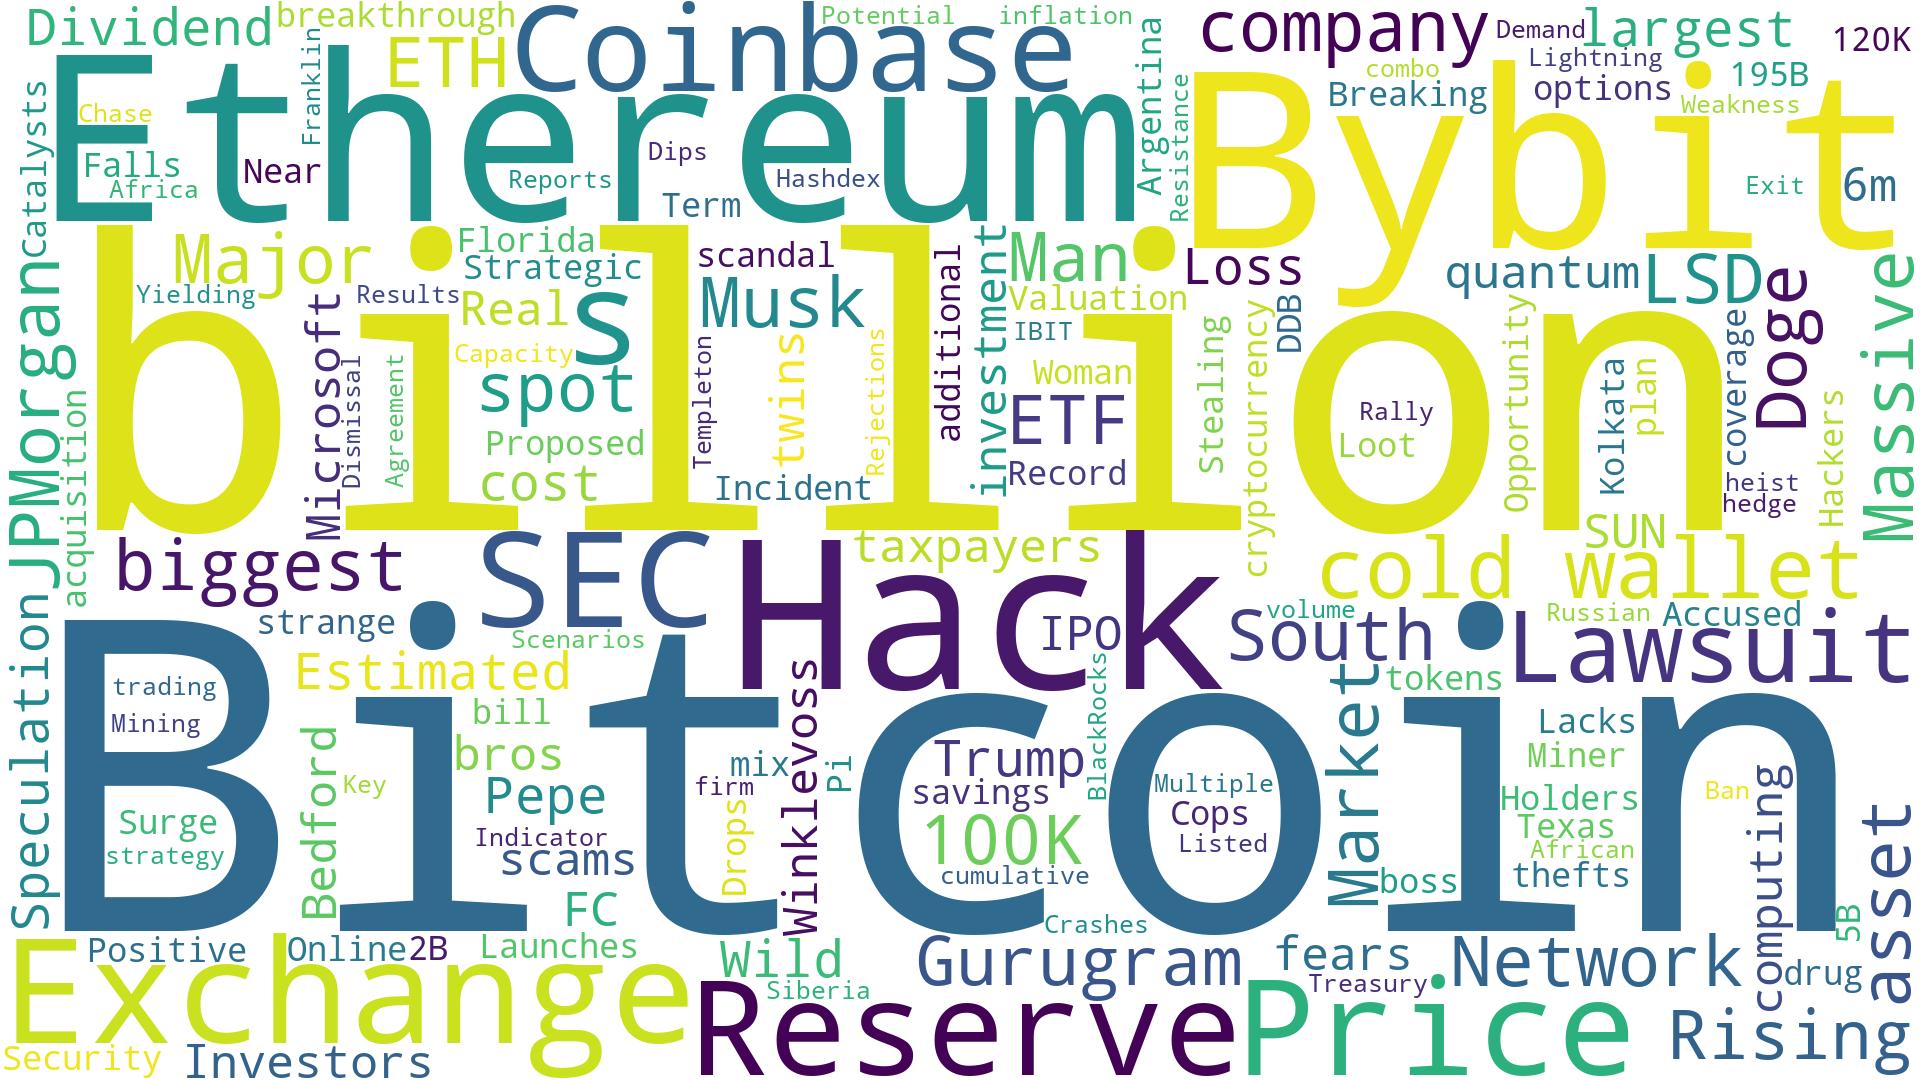 Dividend
breakthrough
Franklin
ETH
Coinbase
Potential
inflation
Argentina
company
Demand
largest
120K
Lightning
combo
Breaking
options
195B
Weakness
Catalysts
Ethereum
Chase
Falls
Africa
Near
Reports
Dips
Term
Hashdex
Resistance
Bybit
Exit
6m
Major
Florida
Strategic
scandal
Man
Loss
quantum
LSD
Doge
Massive
JPMorgan
Yielding
Results
Microsoft
Dismissal
Real
s
Musk
additional
investment
Valuation
IBIT
DDB
billion
Capacity
Agreement
spot
Templeton
twins
Rejections
Woman
ETF
Stealing
cryptocurrency
Opportunity
Rally
Loot
Kolkata
plan
coverage
Hackers
heist
hedge
acquisition
Proposed
cost
Incident
Record
SUN
biggest
SEC
Hack
taxpayers
cold wallet
Speculation
strange
Scenarios
Estimated
IPO
South
volume
Russian
Accused
Lawsuit
Bitcoin
trading
Mining
Surge
strategy
Bedford
Key
bill
bros
Pepe
Indicator
scams
FC
mix
firm
Drops
Winklevoss
Pi
Trump
savings
100K
cumulative
BlackRocks
Multiple
Cops
Listed
Market
tokens
boss
Lacks
Miner
Holders
Texas
African
thefts
Ban
computing
asset
5B
Crashes
Exchange
Positive
Online
2B
Launches
Wild
Siberia
Gurugram
fears
Treasury
Network
drug
Security
Investors
Reserve
Price
Rising